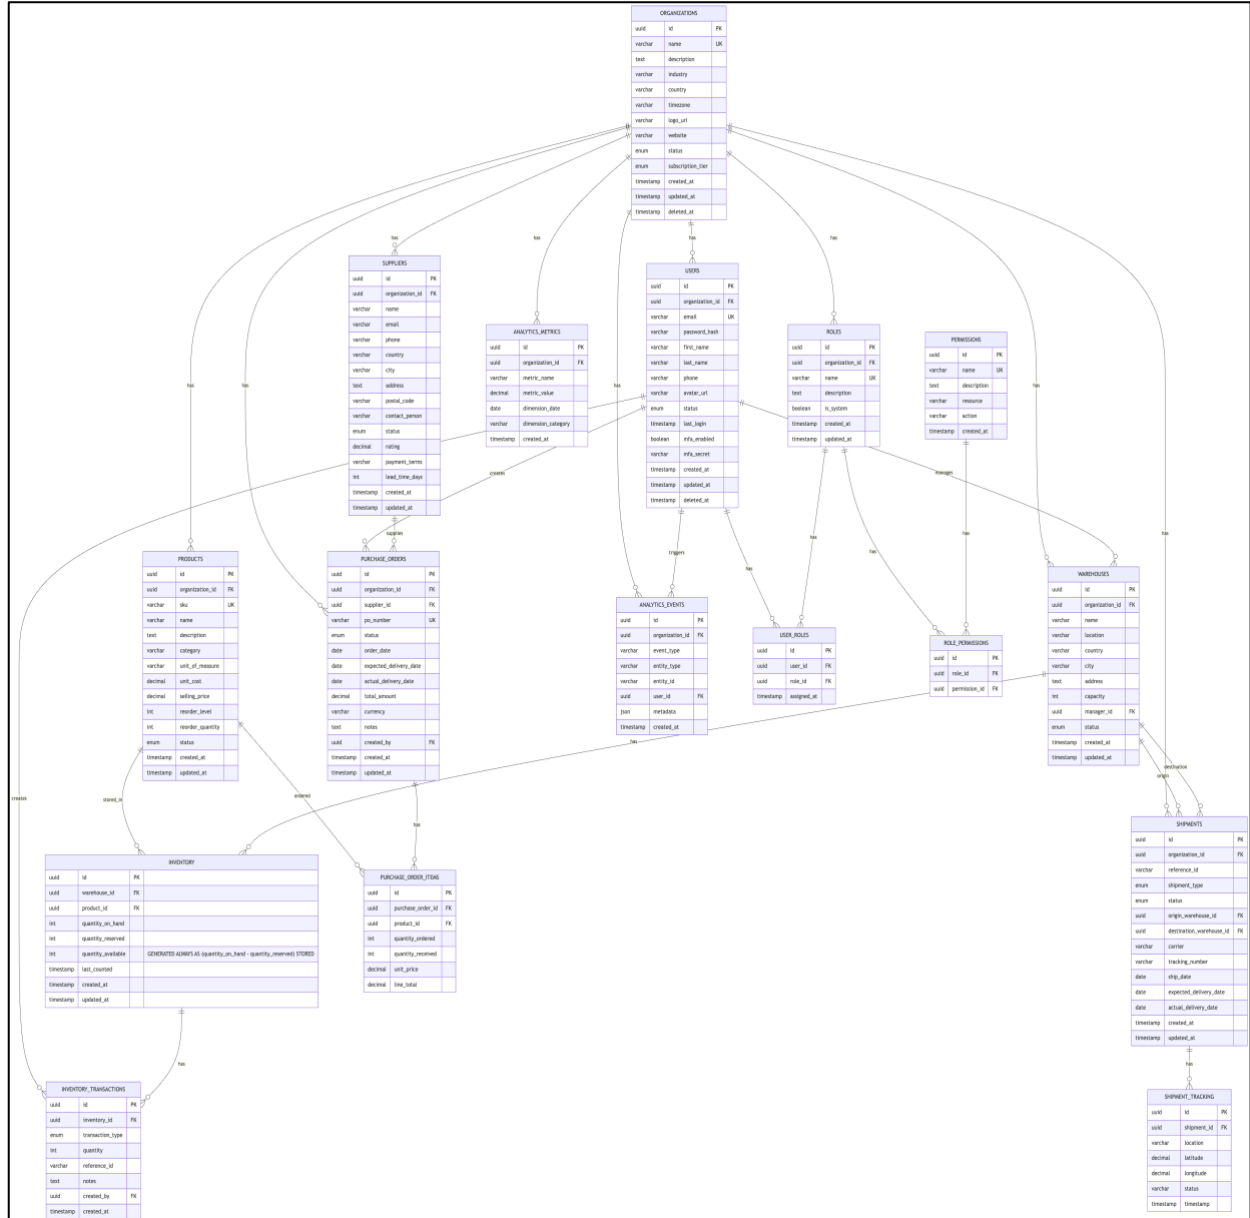 ORGANIZATIONS
uuid id PK
varchar name UK
text description
varchar industry
varchar country
varchar timezone
varchar logo_url
varchar website
enum status
enum subscription_tier
timestamp created_at
timestamp updated_at
timestamp deleted_at
has
has
has
has
has
has
has
has
has
SUPPLIERS
uuid id PK
uuid organization_id FK
varchar name
varchar email
varchar phone
varchar country
varchar city
text address
varchar postal_code
varchar contact_person
enum status
decimal rating
varchar payment_terms
int lead_time_days
timestamp created_at
timestamp updated_at
USERS
uuid id PK
uuid organization_id FK
varchar email UK
varchar password_hash
varchar first_name
varchar last_name
varchar phone
varchar avatar_url
enum status
timestamp last_login
boolean mfa_enabled
varchar mfa_secret
timestamp created_at
timestamp updated_at
timestamp deleted_at
ANALYTICS_METRICS
uuid id PK
uuid organization_id FK
varchar metric_name
decimal metric_value
date dimension_date
varchar dimension_category
timestamp created_at
ROLES
uuid id PK
uuid organization_id FK
varchar name UK
text description
boolean is_system
timestamp created_at
timestamp updated_at
PERMISSIONS
uuid id PK
varchar name UK
text description
varchar resource
varchar action
timestamp created_at
creates
manages
supplies
triggers
has
has
has
has
PRODUCTS
uuid id PK
uuid organization_id FK
varchar sku UK
varchar name
text description
varchar category
varchar unit_of_measure
decimal unit_cost
decimal selling_price
int reorder_level
int reorder_quantity
enum status
timestamp created_at
timestamp updated_at
PURCHASE_ORDERS
uuid id PK
uuid organization_id FK
uuid supplier_id FK
varchar po_number UK
enum status
date order_date
date expected_delivery_date
date actual_delivery_date
decimal total_amount
varchar currency
text notes
uuid created_by FK
timestamp created_at
timestamp updated_at
ANALYTICS_EVENTS
uuid id PK
uuid organization_id FK
varchar event_type
varchar entity_type
varchar entity_id
uuid user_id FK
json metadata
timestamp created_at
USER_ROLES
uuid id PK
uuid user_id FK
uuid role_id FK
timestamp assigned_at
ROLE_PERMISSIONS
uuid id PK
uuid role_id FK
uuid permission_id FK
WAREHOUSES
uuid id PK
uuid organization_id FK
varchar name
varchar location
varchar country
varchar city
text address
int capacity
uuid manager_id FK
enum status
timestamp created_at
timestamp updated_at
has
destination
origin
creates
stored_in
ordered
has
INVENTORY
uuid id PK
uuid warehouse_id FK
uuid product_id FK
int quantity_on_hand
int quantity_reserved
int quantity_available GENERATED ALWAYS AS (quantity_on_hand - quantity_reserved) STORED
timestamp last_counted
timestamp created_at
timestamp updated_at
PURCHASE_ORDER_ITEMS
uuid id PK
uuid purchase_order_id FK
uuid product_id FK
int quantity_ordered
int quantity_received
decimal unit_price
decimal line_total
SHIPMENTS
uuid id PK
uuid organization_id FK
varchar reference_id
enum shipment_type
enum status
uuid origin_warehouse_id FK
uuid destination_warehouse_id FK
varchar carrier
varchar tracking_number
date ship_date
date expected_delivery_date
date actual_delivery_date
timestamp created_at
timestamp updated_at
has
has
INVENTORY_TRANSACTIONS
uuid id PK
uuid inventory_id FK
enum transaction_type
int quantity
varchar reference_id
text notes
uuid created_by FK
timestamp created_at
SHIPMENT_TRACKING
uuid id PK
uuid shipment_id FK
varchar location
decimal latitude
decimal longitude
varchar status
timestamp timestamp